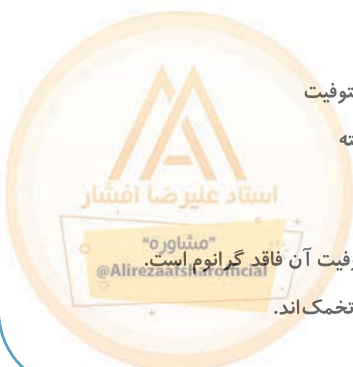 توفیت
ته
استاد علیرضا افشار
"مشاوره"
وفیت آن فاقد گرانوم است.
@Alirezaafsharofficial
تخمک‌اند.